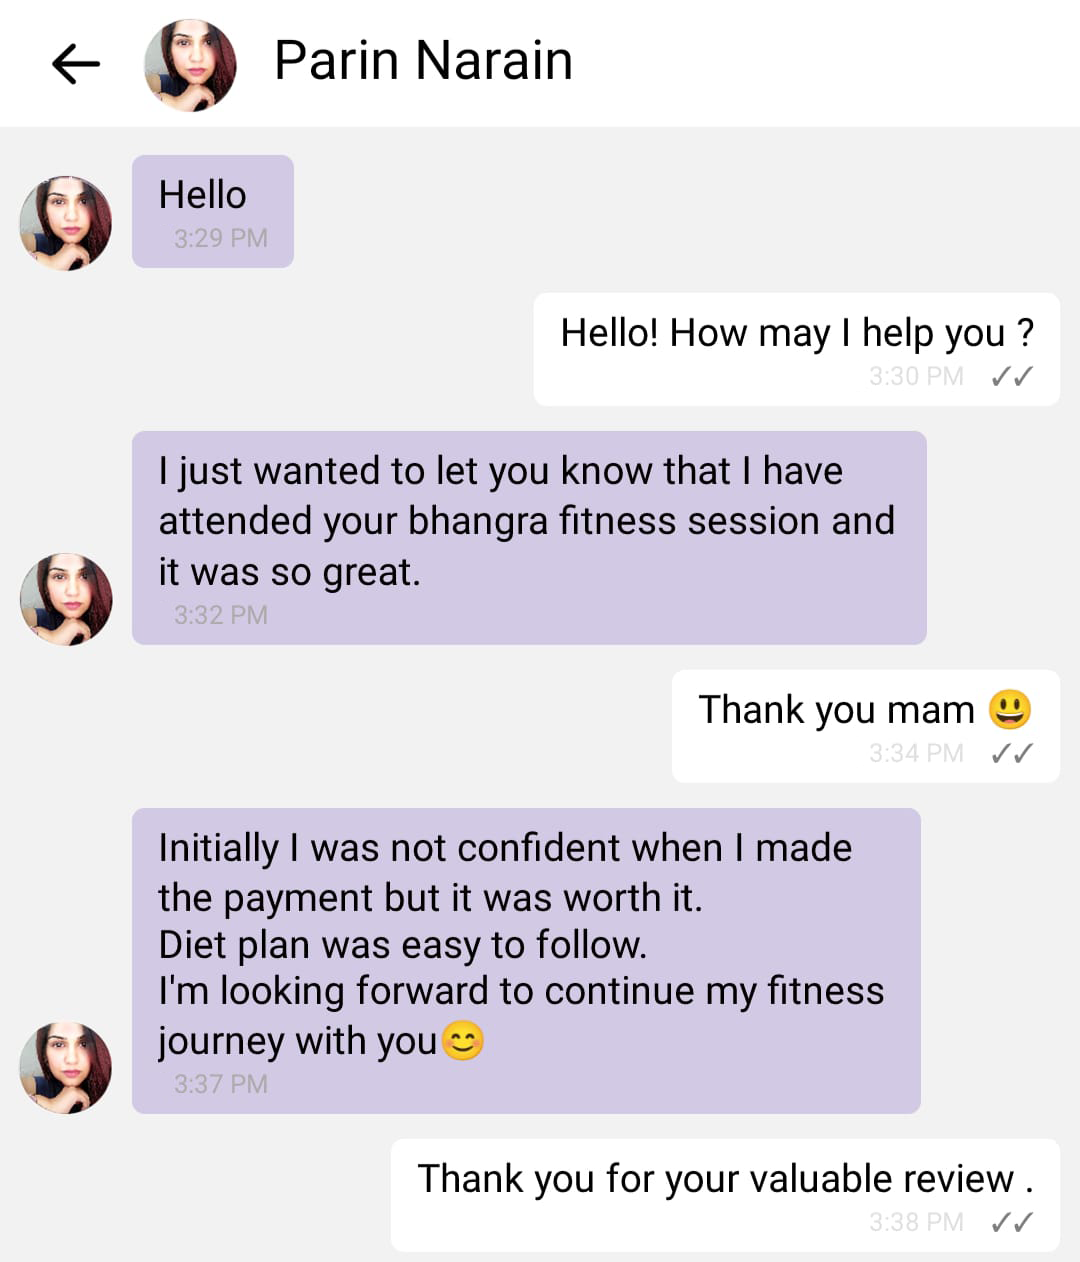 Parin Narain
Hello
3:29 PM
Hello! How may I help you ?
3:30 PM ✓✓
I just wanted to let you know that I have
attended your bhangra fitness session and
it was so great.
3:32 PM
Thank you mam 😃
3:34 PM ✓✓
Initially I was not confident when I made
the payment but it was worth it.
Diet plan was easy to follow.
I'm looking forward to continue my fitness
journey with you😊
3:37 PM
Thank you for your valuable review .
3:38 PM ✓✓